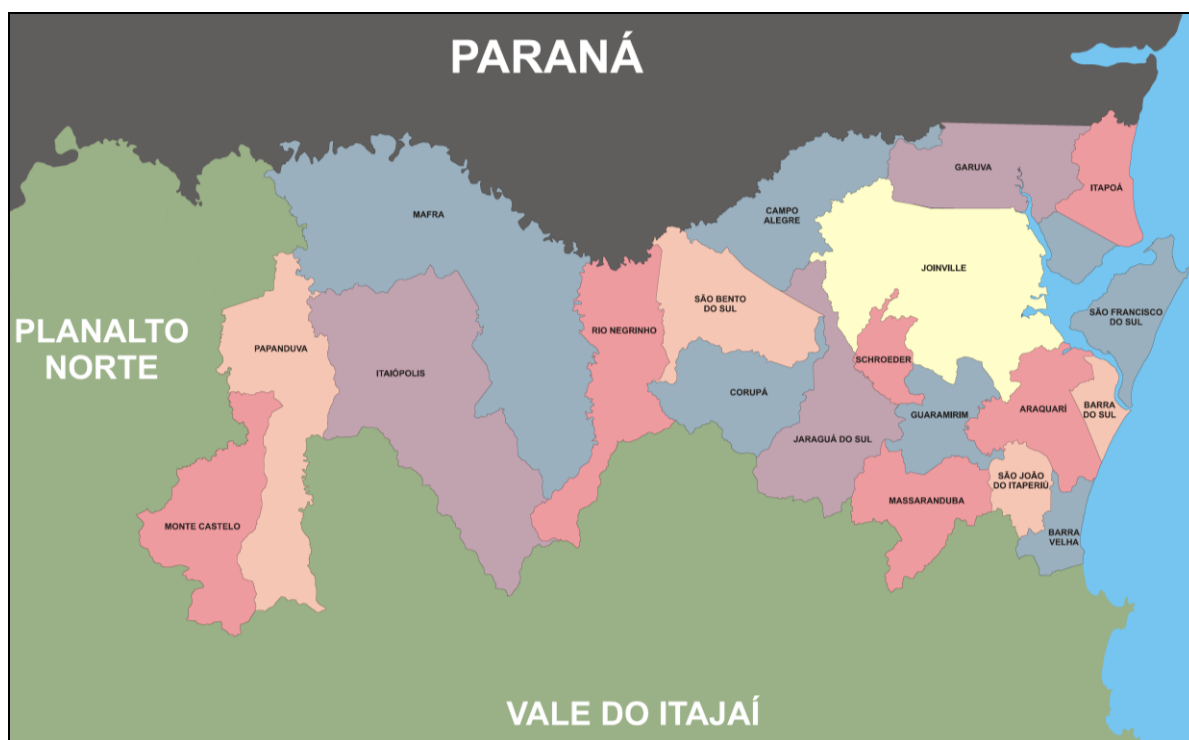 PARANÁ
GARUVA
ITAPOÁ
MAFRA
CAMPO
ALEGRE
JOINVILLE
SÃO BENTO
DO SUL
SÃO FRANCISCO
DO SUL
PLANALTO
NORTE
RIO NEGRINHO
PAPANDUVA
SCHROEDER
ITAIÓPOLIS
CORUPÁ
GUARAMIRIM
ARAQUARÍ
BARRA
DO SUL
JARAGUÁ DO SUL
SÃO JOÃO
DO ITAPERIÚ
MASSARANDUBA
MONTE CASTELO
BARRA
VELHA
VALE DO ITAJAÍ